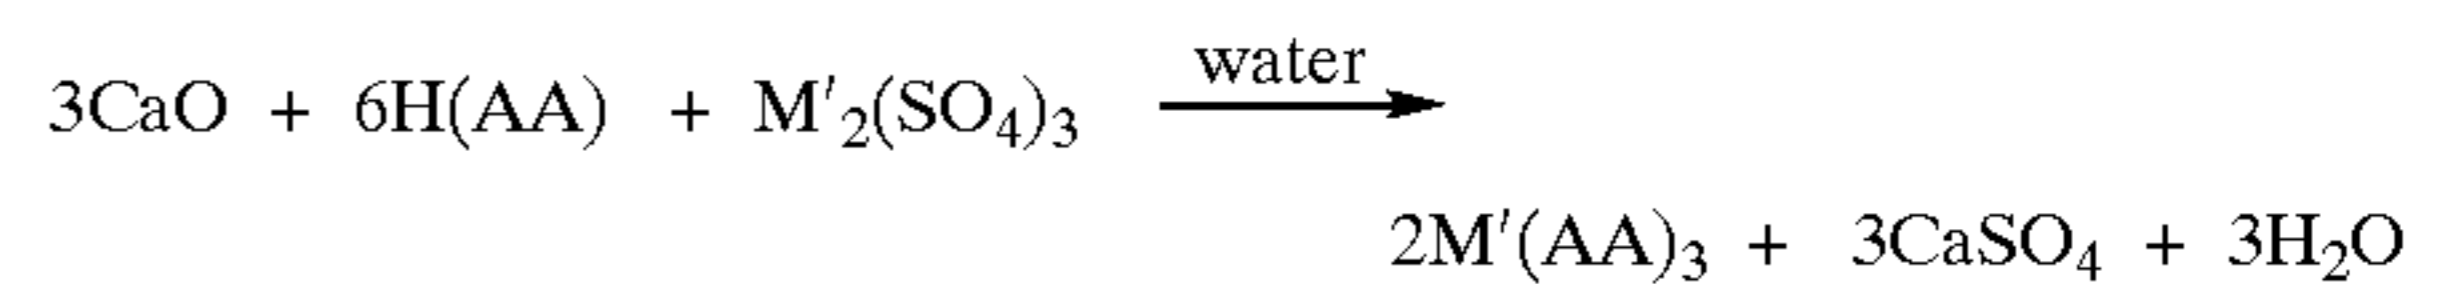 water
3CaO + 6H(AA) + M′₂(SO₄)₃ ⟶
2M′(AA)₃ + 3CaSO₄ + 3H₂O